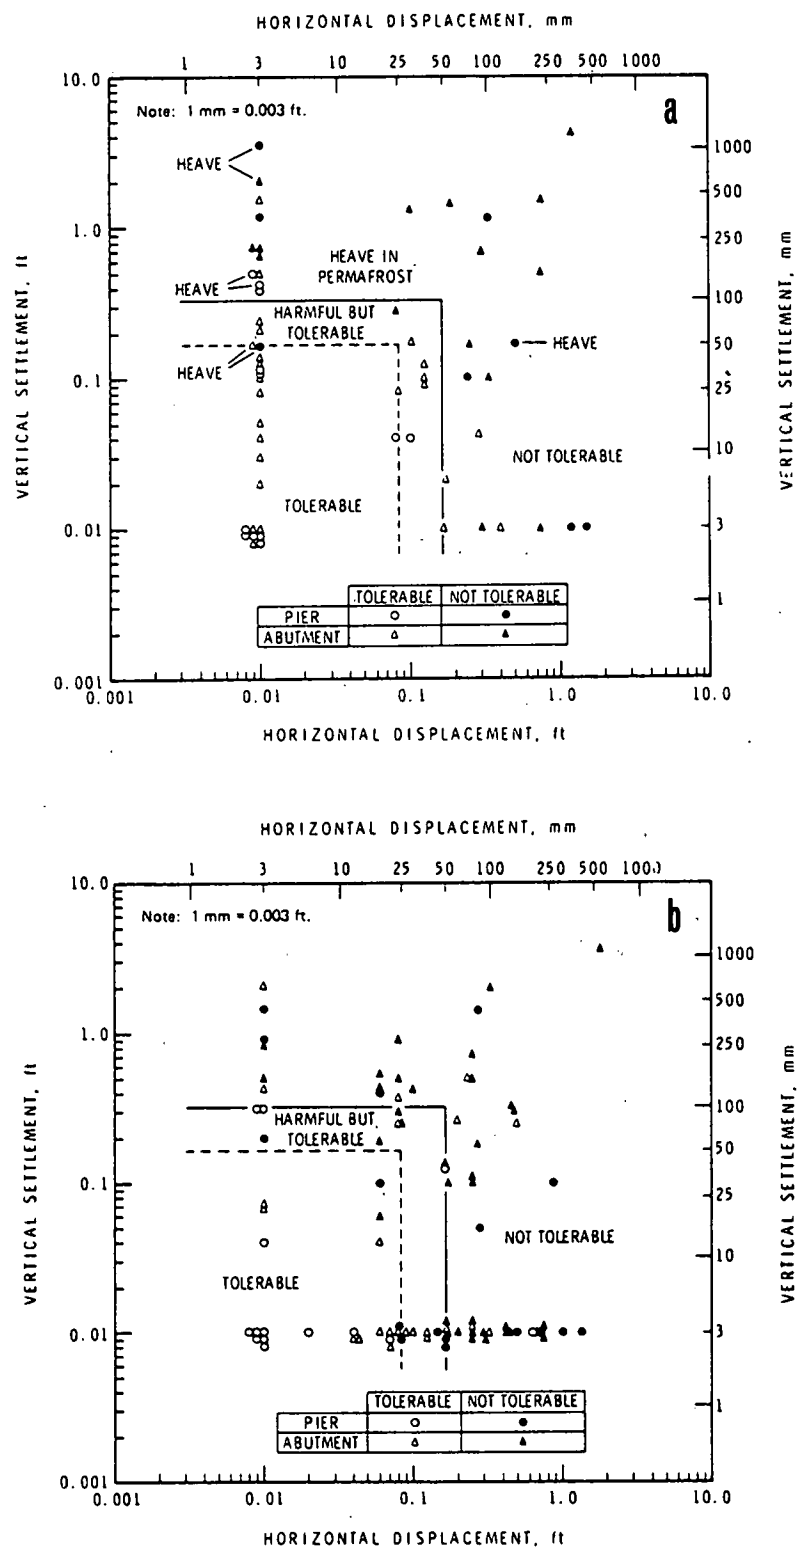 HORIZONTAL DISPLACEMENT, mm
1 3 10 25 50 100 250 500 1000
10.0
Note: 1 mm = 0.003 ft.
a
HEAVE
1000
500
1.0
250
HEAVE IN
PERMAFROST
HEAVE
100
HARMFUL BUT
TOLERABLE
HEAVE
50
HEAVE
0.1
25
NOT TOLERABLE
10
TOLERABLE
0.01
3
TOLERABLE NOT TOLERABLE
PIER
1
ABUTMENT
0.001
0.001 0.01 0.1 1.0 10.0
HORIZONTAL DISPLACEMENT, ft
VERTICAL SETTLEMENT, ft
VERTICAL SETTLEMENT, mm
HORIZONTAL DISPLACEMENT, mm
1 3 10 25 50 100 250 500 1000
10.0
Note: 1 mm = 0.003 ft.
b
1000
500
1.0
250
100
HARMFUL BUT
TOLERABLE
50
0.1
25
NOT TOLERABLE
10
TOLERABLE
0.01
3
TOLERABLE NOT TOLERABLE
1
PIER
ABUTMENT
0.001
0.001 0.01 0.1 1.0 10.0
HORIZONTAL DISPLACEMENT, ft
VERTICAL SETTLEMENT, ft
VERTICAL SETTLEMENT, mm